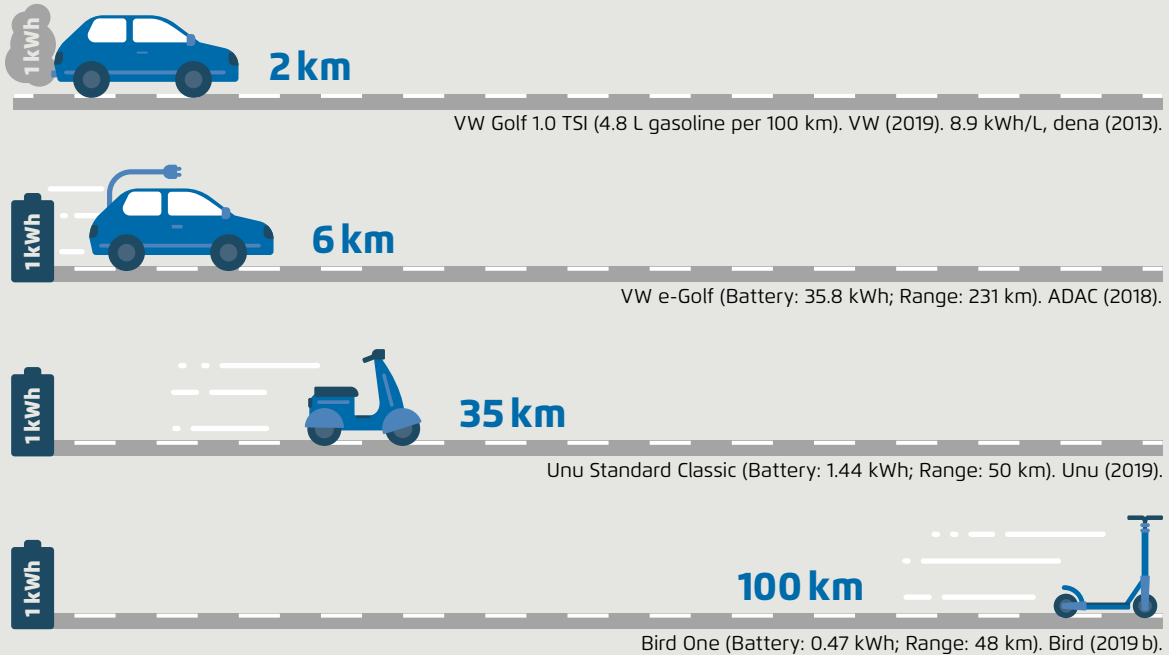 1 kWh
2 km
VW Golf 1.0 TSI (4.8 L gasoline per 100 km). VW (2019). 8.9 kWh/L, dena (2013).
1 kWh
6 km
VW e-Golf (Battery: 35.8 kWh; Range: 231 km). ADAC (2018).
1 kWh
35 km
Unu Standard Classic (Battery: 1.44 kWh; Range: 50 km). Unu (2019).
1 kWh
100 km
Bird One (Battery: 0.47 kWh; Range: 48 km). Bird (2019 b).